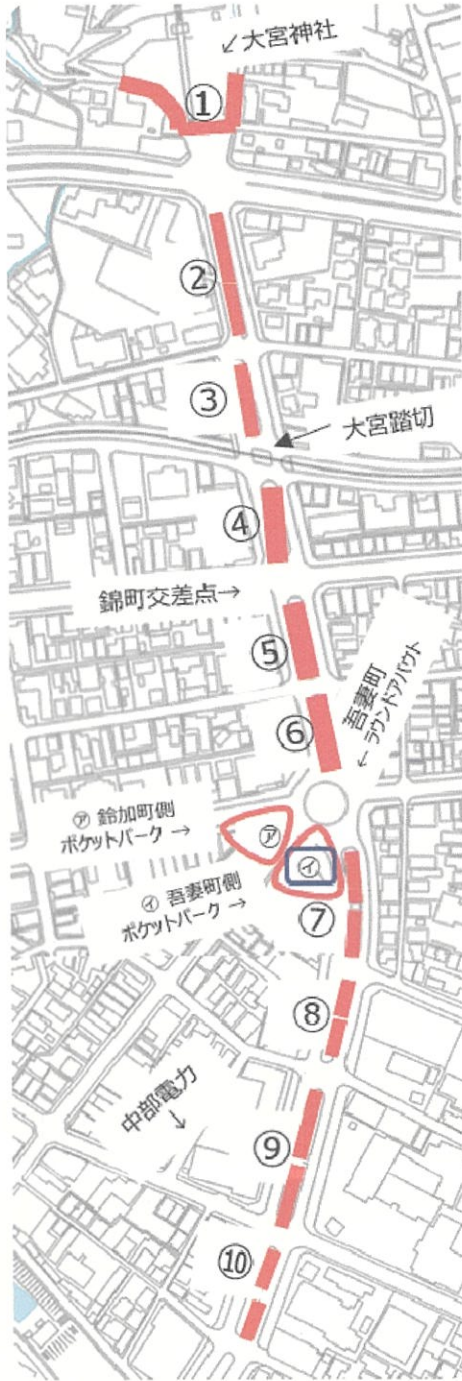 ↙大宮神社
①
②
③
大宮踏切
④
錦町交差点→
⑤
吾妻町
ラウンドアバウト
←
⑥
㋐ 鈴加町側
ポケットパーク →
㋐
㋑ 吾妻町側
ポケットパーク →
㋑
⑦
⑧
中部電力
↓
⑨
⑩